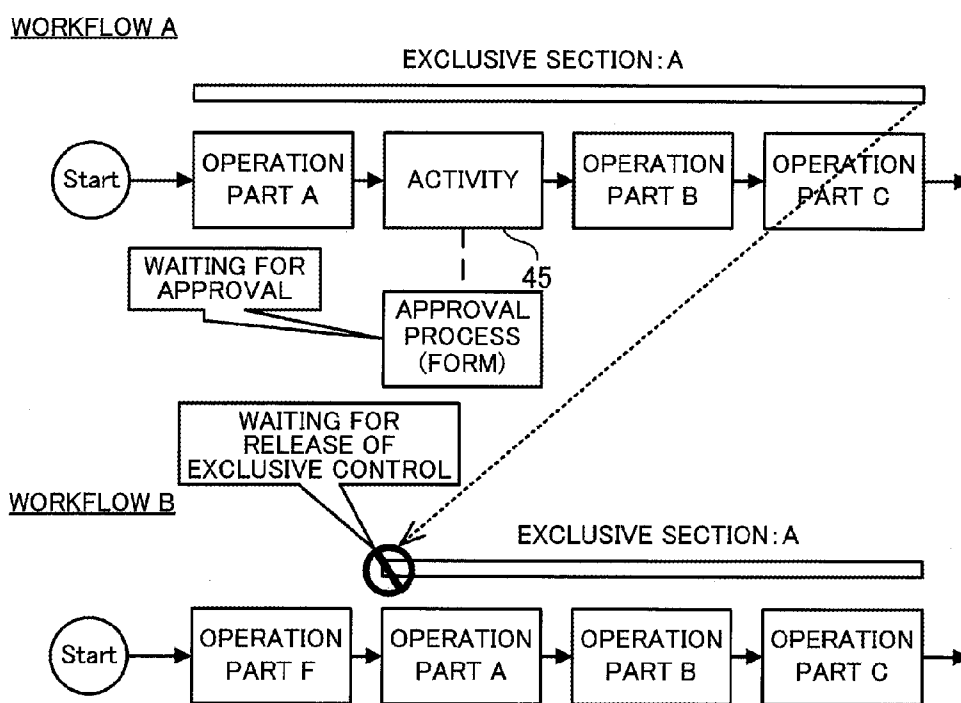 WORKFLOW A
EXCLUSIVE SECTION:A
Start
OPERATION
PART A
ACTIVITY
OPERATION
PART B
OPERATION
PART C
45
WAITING FOR
APPROVAL
APPROVAL
PROCESS
(FORM)
WAITING FOR
RELEASE OF
EXCLUSIVE CONTROL
WORKFLOW B
EXCLUSIVE SECTION:A
Start
OPERATION
PART F
OPERATION
PART A
OPERATION
PART B
OPERATION
PART C